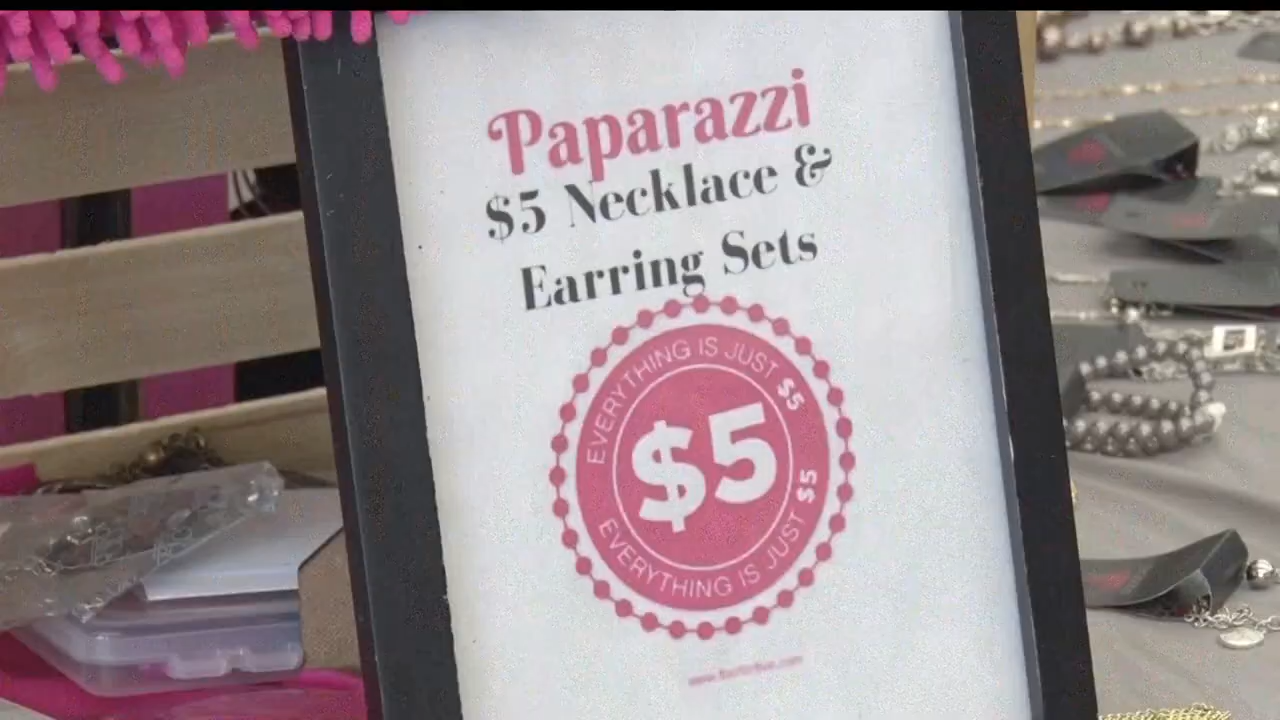 Paparazzi
$5 Necklace &
Earring Sets
EVERYTHING IS JUST $5
$5
EVERYTHING IS JUST $5